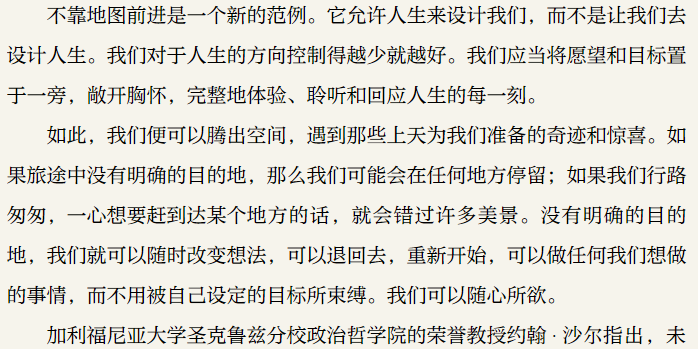 不靠地图前进是一个新的范例。它允许人生来设计我们，而不是让我们去
设计人生。我们对于人生的方向控制得越少就越好。我们应当将愿望和目标置
于一旁，敞开胸怀，完整地体验、聆听和回应人生的每一刻。
如此，我们便可以腾出空间，遇到那些上天为我们准备的奇迹和惊喜。如
果旅途中没有明确的目的地，那么我们可能会在任何地方停留；如果我们行路
匆匆，一心想要赶到达某个地方的话，就会错过许多美景。没有明确的目的
地，我们就可以随时改变想法，可以退回去，重新开始，可以做任何我们想做
的事情，而不用被自己设定的目标所束缚。我们可以随心所欲。
加利福尼亚大学圣克鲁兹分校政治哲学院的荣誉教授约翰·沙尔指出，未